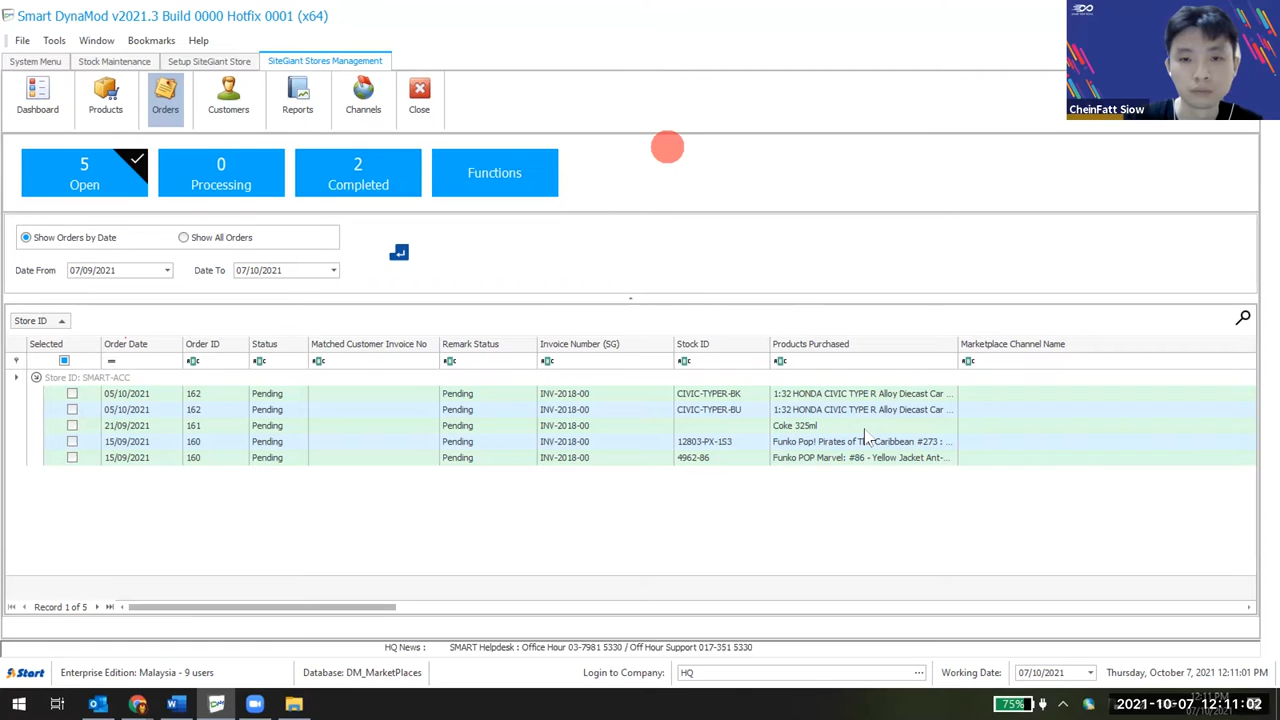 Smart DynaMod v2021.3 Build 0000 Hotfix 0001 (x64)
File Tools Window Bookmarks Help
System Menu Stock Maintenance Setup SiteGiant Store SiteGiant Stores Management
Dashboard Products Orders Customers Reports Channels Close
CheinFatt Siow
5 0 2
Open Processing Completed Functions
Show Orders by Date Show All Orders
Date From 07/09/2021 Date To 07/10/2021
Store ID
Selected Order Date Order ID Status Matched Customer Invoice No Remark Status Invoice Number (SG) Stock ID Products Purchased Marketplace Channel Name
Store ID: SMART-ACC
05/10/2021 162 Pending Pending INV-2018-00 CIVIC-TYPER-BK 1:32 HONDA CIVIC TYPE R Alloy Diecast Car ...
05/10/2021 162 Pending Pending INV-2018-00 CIVIC-TYPER-BU 1:32 HONDA CIVIC TYPE R Alloy Diecast Car ...
21/09/2021 161 Pending Pending INV-2018-00 Coke 325ml
15/09/2021 160 Pending Pending INV-2018-00 12803-PX-1S3 Funko Pop! Pirates of The Caribbean #273 : ...
15/09/2021 160 Pending Pending INV-2018-00 4962-86 Funko POP Marvel: #86 - Yellow Jacket Ant-...
Record 1 of 5
HQ News : SMART Helpdesk : Office Hour 03-7981 5330 / Off Hour Support 017-351 5330
Start Enterprise Edition: Malaysia - 9 users Database: DM_MarketPlaces Login to Company: HQ Working Date: 07/10/2021 Thursday, October 7, 2021 12:11:01 PM
75% 2021-10-07 12:11:02